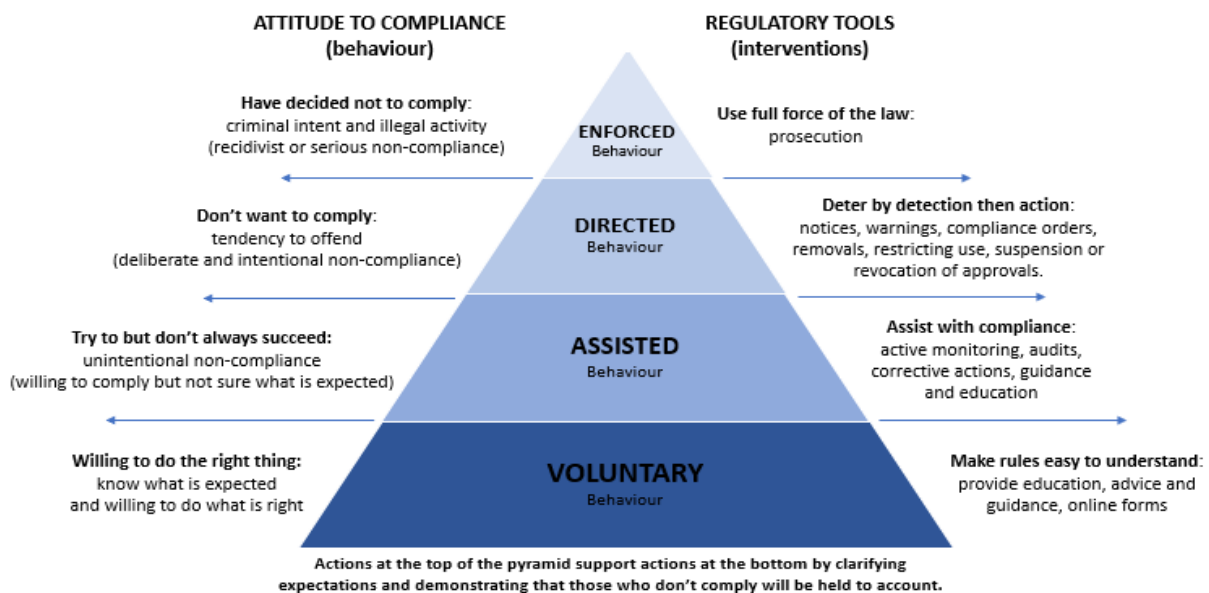 ATTITUDE TO COMPLIANCE
(behaviour)
REGULATORY TOOLS
(interventions)
Have decided not to comply:
criminal intent and illegal activity
(recidivist or serious non-compliance)
ENFORCED
Behaviour
Use full force of the law:
prosecution
Don't want to comply:
tendency to offend
(deliberate and intentional non-compliance)
DIRECTED
Behaviour
Deter by detection then action:
notices, warnings, compliance orders,
removals, restricting use, suspension or
revocation of approvals.
Try to but don't always succeed:
unintentional non-compliance
(willing to comply but not sure what is expected)
ASSISTED
Behaviour
Assist with compliance:
active monitoring, audits,
corrective actions, guidance
and education
Willing to do the right thing:
know what is expected
and willing to do what is right
VOLUNTARY
Behaviour
Make rules easy to understand:
provide education, advice and
guidance, online forms
Actions at the top of the pyramid support actions at the bottom by clarifying
expectations and demonstrating that those who don't comply will be held to account.